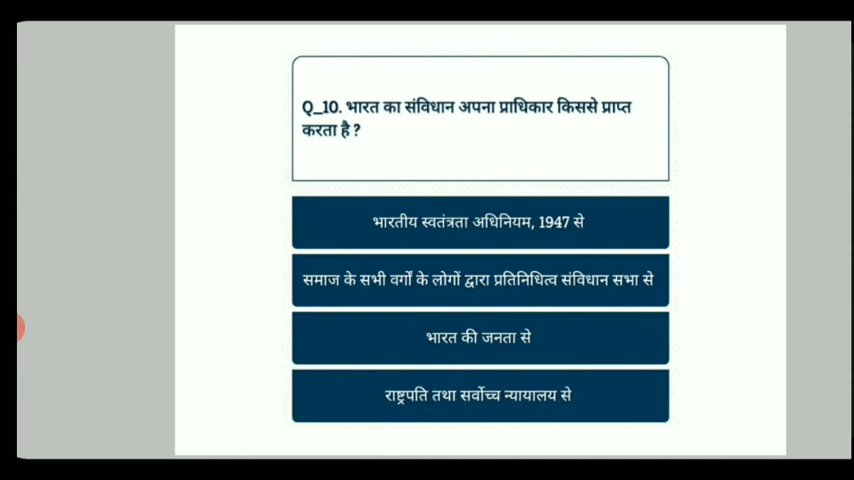 Q_10. भारत का संविधान अपना प्राधिकार किससे प्राप्त
करता है ?
भारतीय स्वतंत्रता अधिनियम, 1947 से
समाज के सभी वर्गों के लोगों द्वारा प्रतिनिधित्व संविधान सभा से
भारत की जनता से
राष्ट्रपति तथा सर्वोच्च न्यायालय से